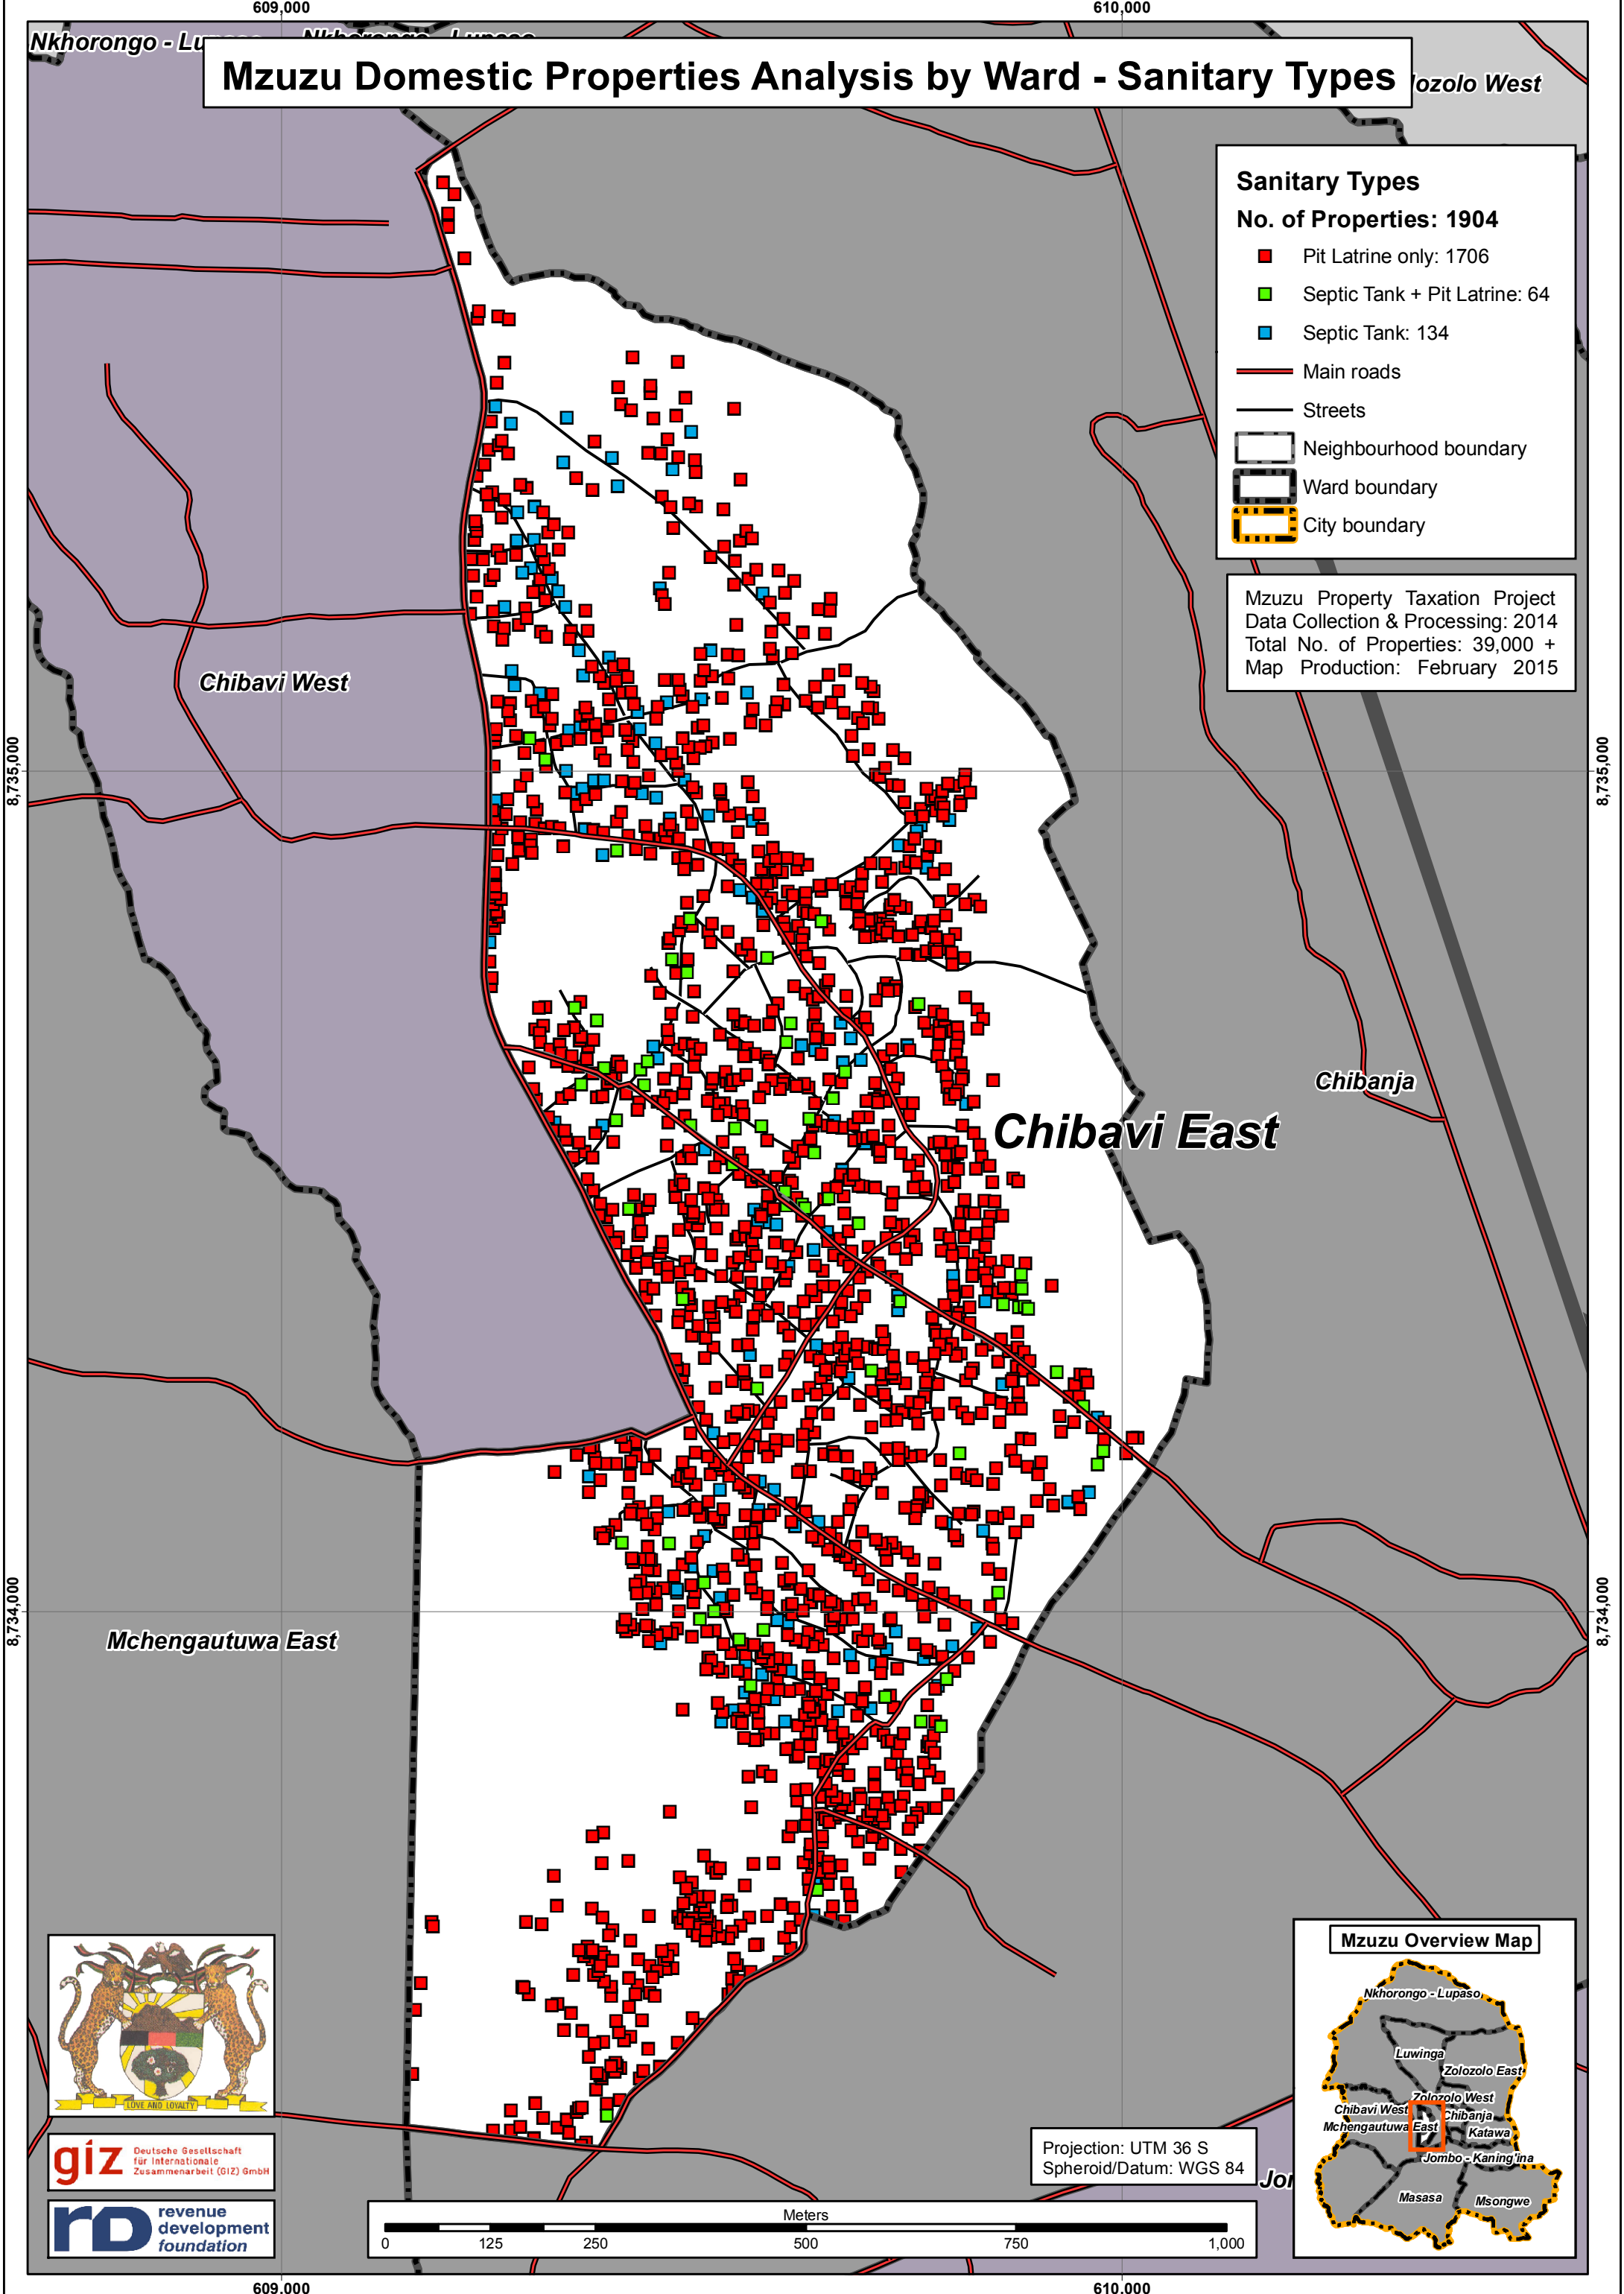 609,000
610,000
Nkhorongo - Lupaso
Mzuzu Domestic Properties Analysis by Ward - Sanitary Types
Sanitary Types
No. of Properties: 1904
Pit Latrine only: 1706
Septic Tank + Pit Latrine: 64
Septic Tank: 134
Main roads
Streets
Neighbourhood boundary
Ward boundary
City boundary
Mzuzu Property Taxation Project
Data Collection & Processing: 2014
Total No. of Properties: 39,000 +
Map Production: February 2015
Chibavi West
8,735,000
8,735,000
Chibanja
Chibavi East
8,734,000
8,734,000
Mchengautuwa East
LOVE AND LOYALTY
giz Deutsche Gesellschaft
für Internationale
Zusammenarbeit (GIZ) GmbH
rD revenue
development
foundation
Meters
0 125 250 500 750 1,000
Projection: UTM 36 S
Spheroid/Datum: WGS 84
Mzuzu Overview Map
Nkhorongo - Lupaso
Luwinga
Zolozolo East
Zolozolo West
Chibavi West
Chibanja
Mchengautuwa East
Katawa
Jombo - Kaning'ina
Masasa
Msongwe
609,000
610,000